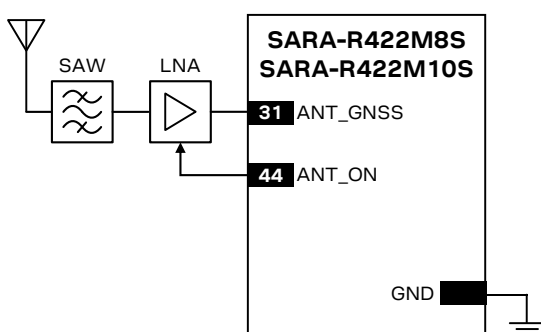 SARA-R422M8S
SARA-R422M10S
SAW
LNA
31 ANT_GNSS
44 ANT_ON
GND